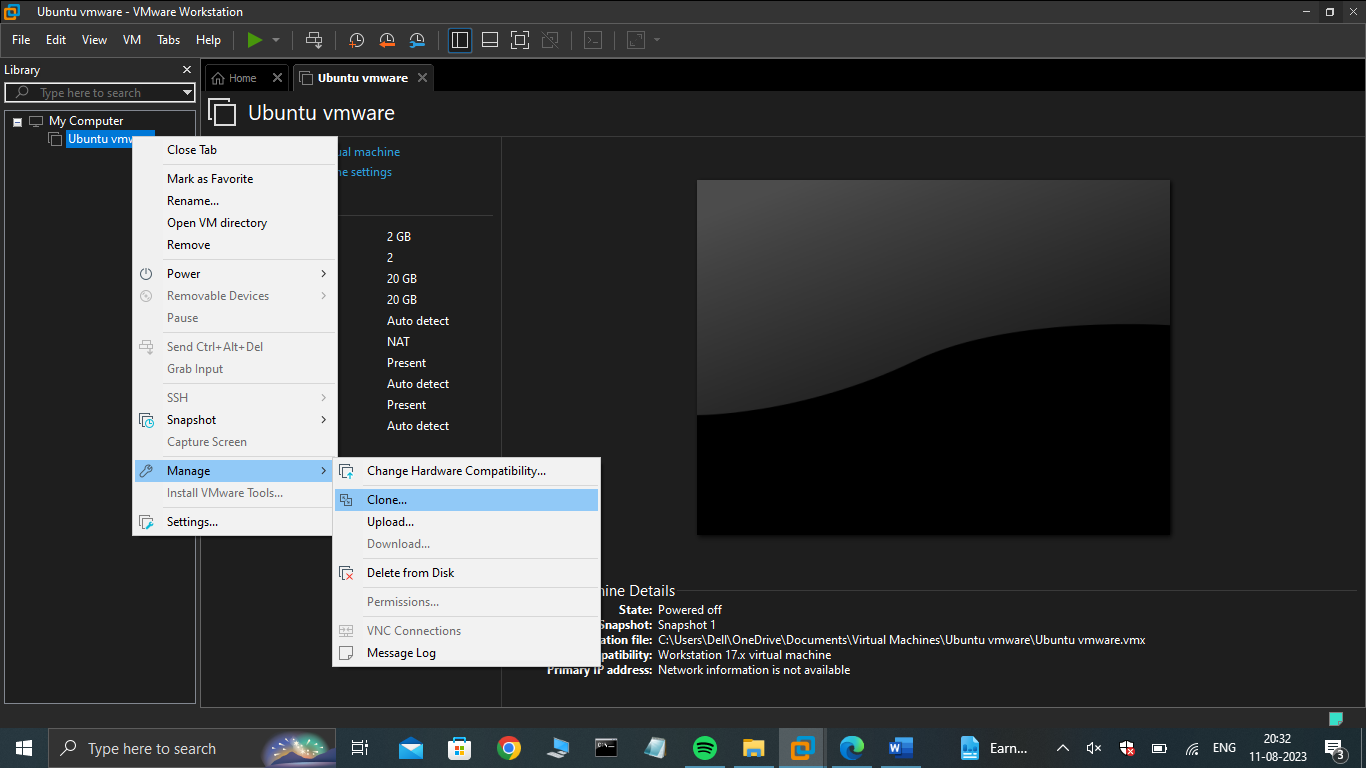 Ubuntu vmware - VMware Workstation
File Edit View VM Tabs Help
Library
Type here to search
My Computer
Ubuntu vmw
Home
Ubuntu vmware
Ubuntu vmware
ual machine
ne settings
2 GB
2
20 GB
20 GB
Auto detect
NAT
Present
Auto detect
Present
Auto detect
Close Tab
Mark as Favorite
Rename...
Open VM directory
Remove
Power
Removable Devices
Pause
Send Ctrl+Alt+Del
Grab Input
SSH
Snapshot
Capture Screen
Manage
Install VMware Tools...
Settings...
Change Hardware Compatibility...
Clone...
Upload...
Download...
Delete from Disk
Permissions...
VNC Connections
Message Log
ine Details
State: Powered off
Snapshot: Snapshot 1
ation file: C:\Users\Dell\OneDrive\Documents\Virtual Machines\Ubuntu vmware\Ubuntu vmware.vmx
patibility: Workstation 17.x virtual machine
Primary IP address: Network information is not available
Type here to search
Earn...
ENG
20:32
11-08-2023
3